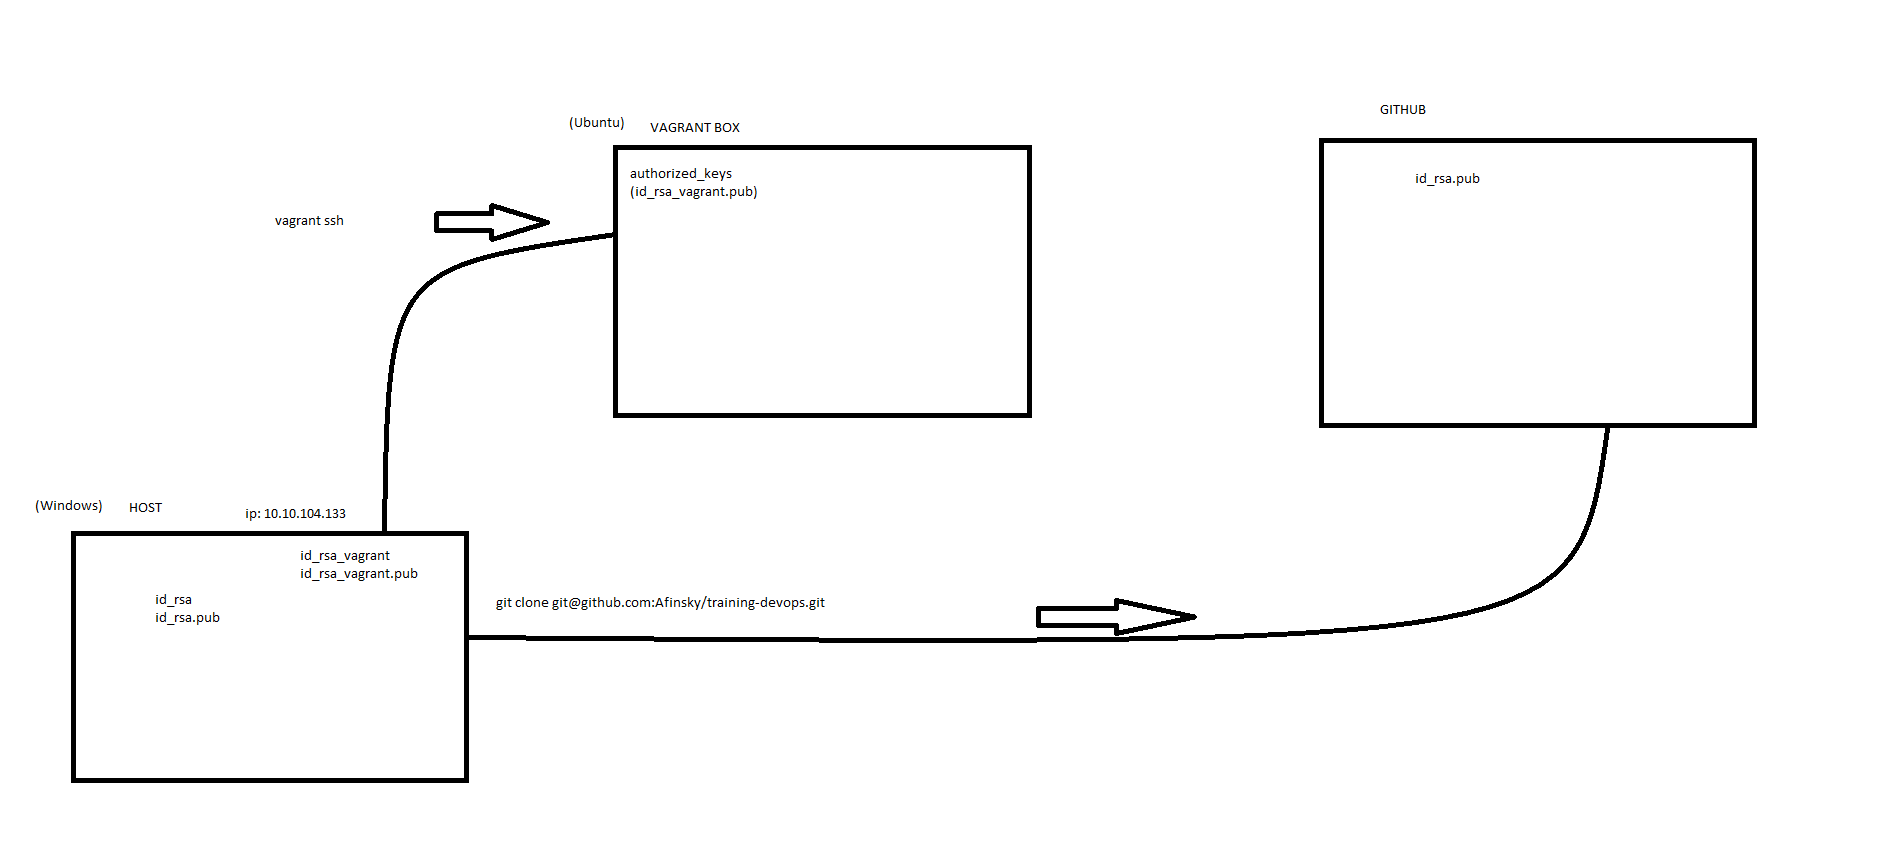 GITHUB
(Ubuntu) VAGRANT BOX
authorized_keys
(id_rsa_vagrant.pub)
id_rsa.pub
vagrant ssh
(Windows) HOST ip: 10.10.104.133
id_rsa_vagrant
id_rsa_vagrant.pub
id_rsa
id_rsa.pub
git clone git@github.com:Afinsky/training-devops.git